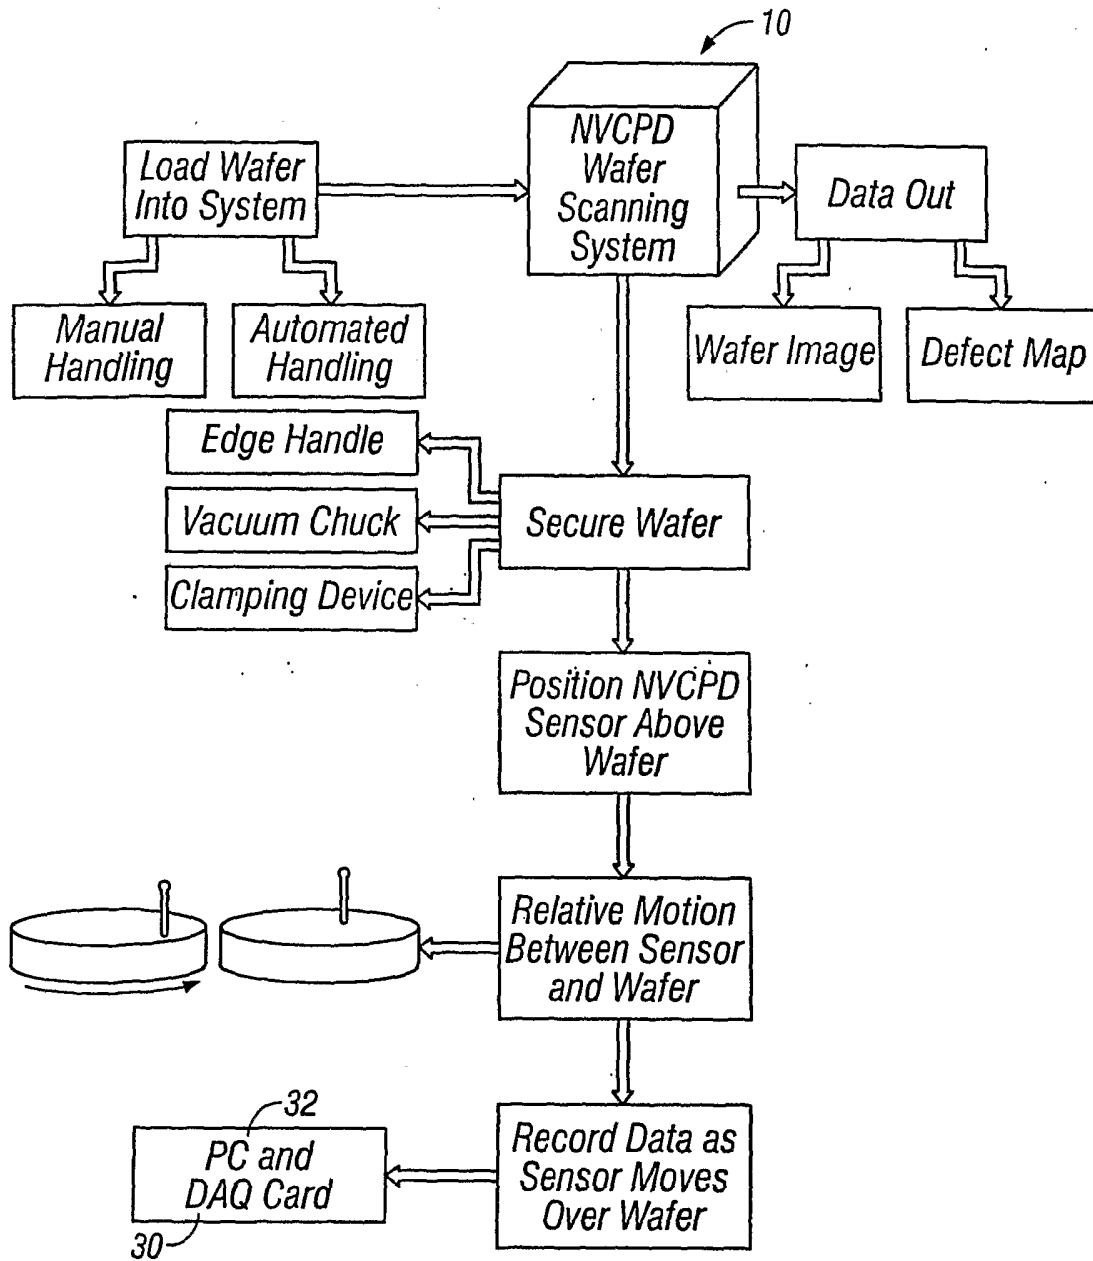 10
NVCPD
Wafer
Scanning
System
Load Wafer
Into System
Data Out
Manual
Handling
Automated
Handling
Wafer Image
Defect Map
Edge Handle
Vacuum Chuck
Clamping Device
Secure Wafer
Position NVCPD
Sensor Above
Wafer
Relative Motion
Between Sensor
and Wafer
32
PC and
DAQ Card
30
Record Data as
Sensor Moves
Over Wafer